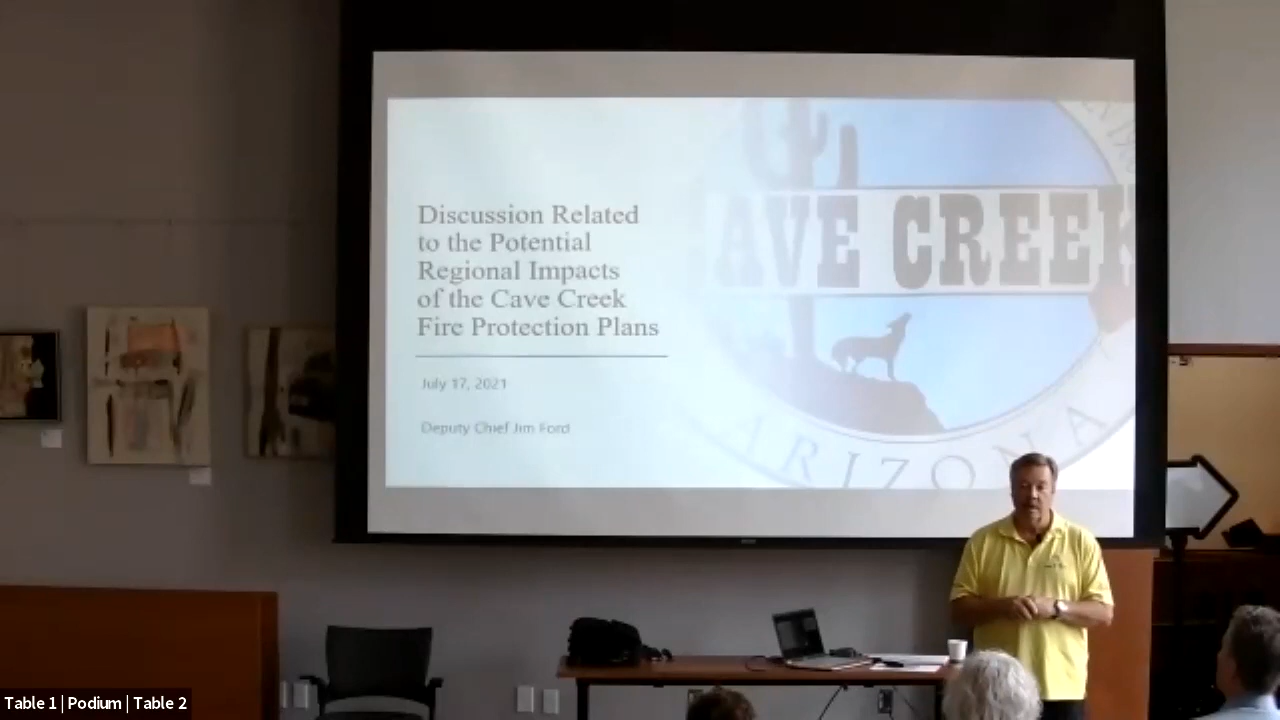 Discussion Related
to the Potential
Regional Impacts
of the Cave Creek
Fire Protection Plans
July 17, 2021
Deputy Chief Jim Ford
AVE CREEK
ARIZONA
Table 1 | Podium | Table 2